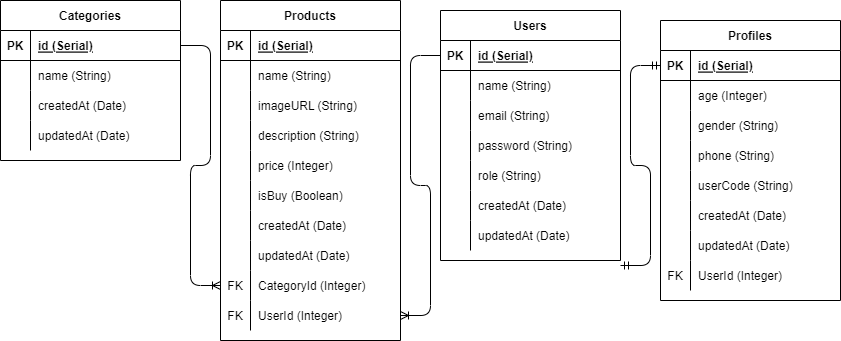 Categories
PK id (Serial)
name (String)
createdAt (Date)
updatedAt (Date)
Products
PK id (Serial)
name (String)
imageURL (String)
description (String)
price (Integer)
isBuy (Boolean)
createdAt (Date)
updatedAt (Date)
FK CategoryId (Integer)
FK UserId (Integer)
Users
PK id (Serial)
name (String)
email (String)
password (String)
role (String)
createdAt (Date)
updatedAt (Date)
Profiles
PK id (Serial)
age (Integer)
gender (String)
phone (String)
userCode (String)
createdAt (Date)
updatedAt (Date)
FK UserId (Integer)